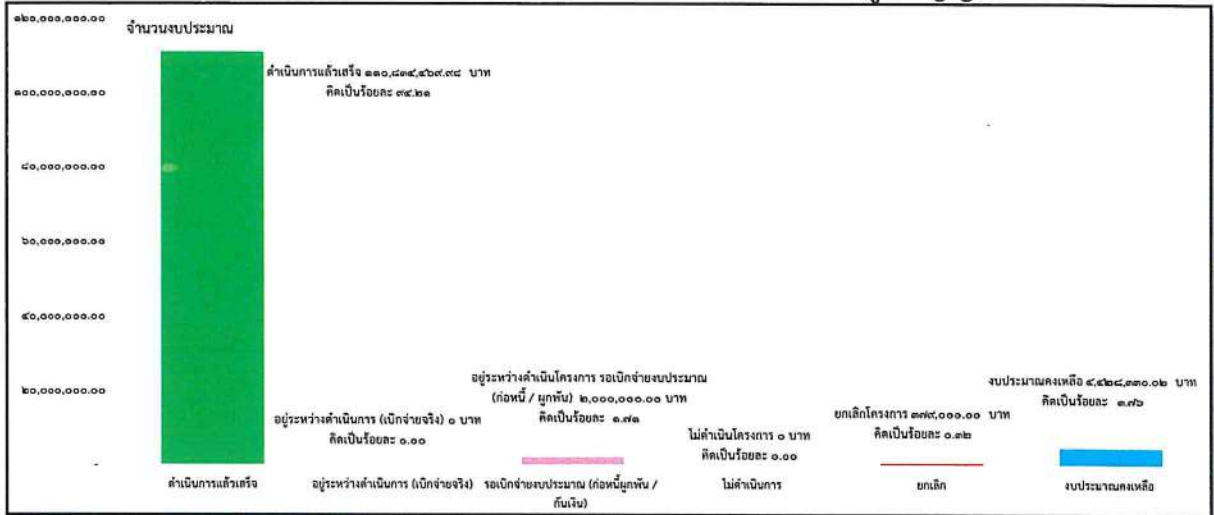 ๑๒๐,๐๐๐,๐๐๐.๐๐
จำนวนงบประมาณ
ดำเนินการแล้วเสร็จ ๑๑๐,๘๓๔,๔๖๙.๙๘ บาท
คิดเป็นร้อยละ ๙๔.๒๑
๑๐๐,๐๐๐,๐๐๐.๐๐
๘๐,๐๐๐,๐๐๐.๐๐
๖๐,๐๐๐,๐๐๐.๐๐
๔๐,๐๐๐,๐๐๐.๐๐
๒๐,๐๐๐,๐๐๐.๐๐
อยู่ระหว่างดำเนินการ (เบิกจ่ายจริง) ๐ บาท
คิดเป็นร้อยละ ๐.๐๐
อยู่ระหว่างดำเนินโครงการ รอเบิกจ่ายงบประมาณ
(ก่อหนี้ / ผูกพัน) ๒,๐๐๐,๐๐๐.๐๐ บาท
คิดเป็นร้อยละ ๑.๗๑
ไม่ดำเนินโครงการ ๐ บาท
คิดเป็นร้อยละ ๐.๐๐
ยกเลิกโครงการ ๓๗๙,๐๐๐.๐๐ บาท
คิดเป็นร้อยละ ๐.๓๒
งบประมาณคงเหลือ ๔,๔๒๘,๓๓๐.๐๒ บาท
คิดเป็นร้อยละ ๓.๗๖
ดำเนินการแล้วเสร็จ
อยู่ระหว่างดำเนินการ (เบิกจ่ายจริง)
รอเบิกจ่ายงบประมาณ (ก่อหนี้ผูกพัน /
กันเงิน)
ไม่ดำเนินการ
ยกเลิก
งบประมาณคงเหลือ